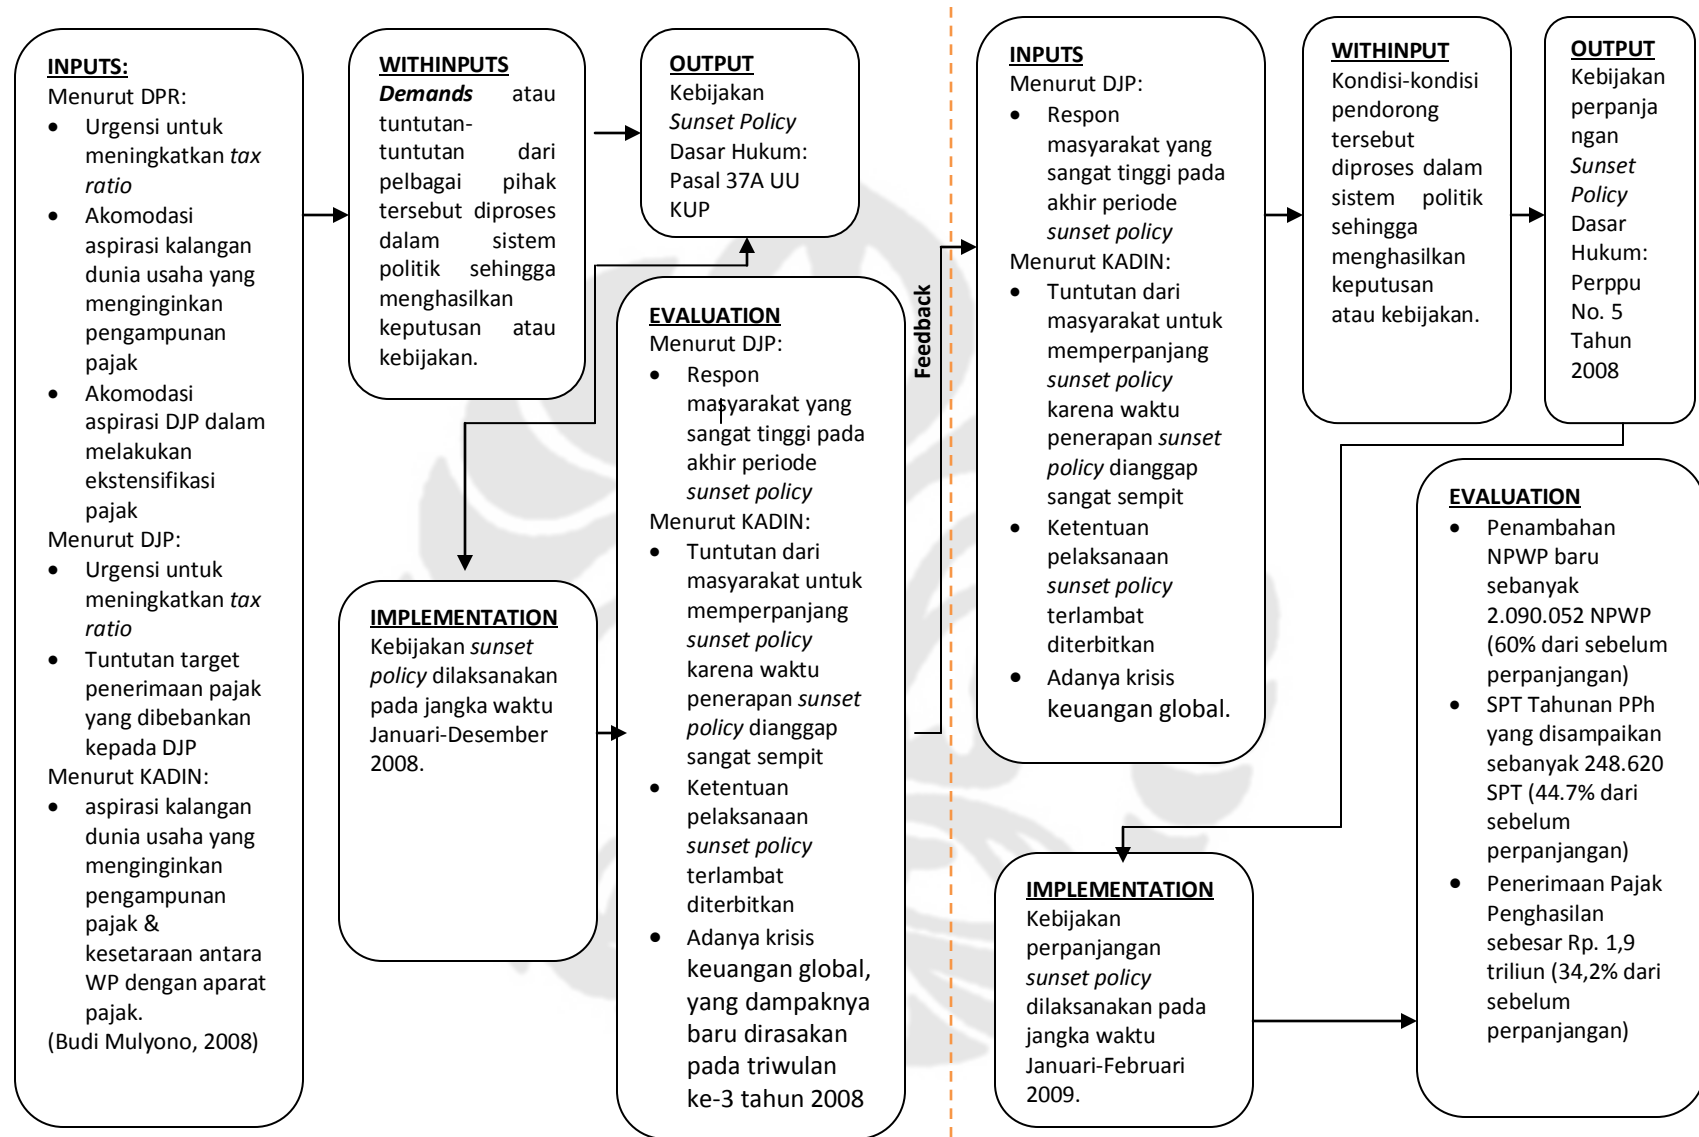 INPUTS:
Menurut DPR:
• Urgensi untuk
meningkatkan tax
ratio
• Akomodasi
aspirasi kalangan
dunia usaha yang
menginginkan
pengampunan
pajak
• Akomodasi
aspirasi DJP dalam
melakukan
ekstensifikasi
pajak
Menurut DJP:
• Urgensi untuk
meningkatkan tax
ratio
• Tuntutan target
penerimaan pajak
yang dibebankan
kepada DJP
Menurut KADIN:
• aspirasi kalangan
dunia usaha yang
menginginkan
pengampunan
pajak &
kesetaraan antara
WP dengan aparat
pajak.
(Budi Mulyono, 2008)
WITHINPUTS
Demands atau
tuntutan-
tuntutan dari
pelbagai pihak
tersebut diproses
dalam sistem
politik sehingga
menghasilkan
keputusan atau
kebijakan.
OUTPUT
Kebijakan
Sunset Policy
Dasar Hukum:
Pasal 37A UU
KUP
IMPLEMENTATION
Kebijakan sunset
policy dilaksanakan
pada jangka waktu
Januari-Desember
2008.
EVALUATION
Menurut DJP:
• Respon
masyarakat yang
sangat tinggi pada
akhir periode
sunset policy
Menurut KADIN:
• Tuntutan dari
masyarakat untuk
memperpanjang
sunset policy
karena waktu
penerapan sunset
policy dianggap
sangat sempit
• Ketentuan
pelaksanaan
sunset policy
terlambat
diterbitkan
• Adanya krisis
keuangan global,
yang dampaknya
baru dirasakan
pada triwulan
ke-3 tahun 2008
Feedback
INPUTS
Menurut DJP:
• Respon
masyarakat yang
sangat tinggi pada
akhir periode
sunset policy
Menurut KADIN:
• Tuntutan dari
masyarakat untuk
memperpanjang
sunset policy
karena waktu
penerapan sunset
policy dianggap
sangat sempit
• Ketentuan
pelaksanaan
sunset policy
terlambat
diterbitkan
• Adanya krisis
keuangan global.
WITHINPUT
Kondisi-kondisi
pendorong
tersebut
diproses dalam
sistem politik
sehingga
menghasilkan
keputusan
atau kebijakan.
OUTPUT
Kebijakan
perpanja
ngan
Sunset
Policy
Dasar
Hukum:
Perppu
No. 5
Tahun
2008
IMPLEMENTATION
Kebijakan
perpanjangan
sunset policy
dilaksanakan pada
jangka waktu
Januari-Februari
2009.
EVALUATION
• Penambahan
NPWP baru
sebanyak
2.090.052 NPWP
(60% dari sebelum
perpanjangan)
• SPT Tahunan PPh
yang disampaikan
sebanyak 248.620
SPT (44.7% dari
sebelum
perpanjangan)
• Penerimaan Pajak
Penghasilan
sebesar Rp. 1,9
triliun (34,2% dari
sebelum
perpanjangan)